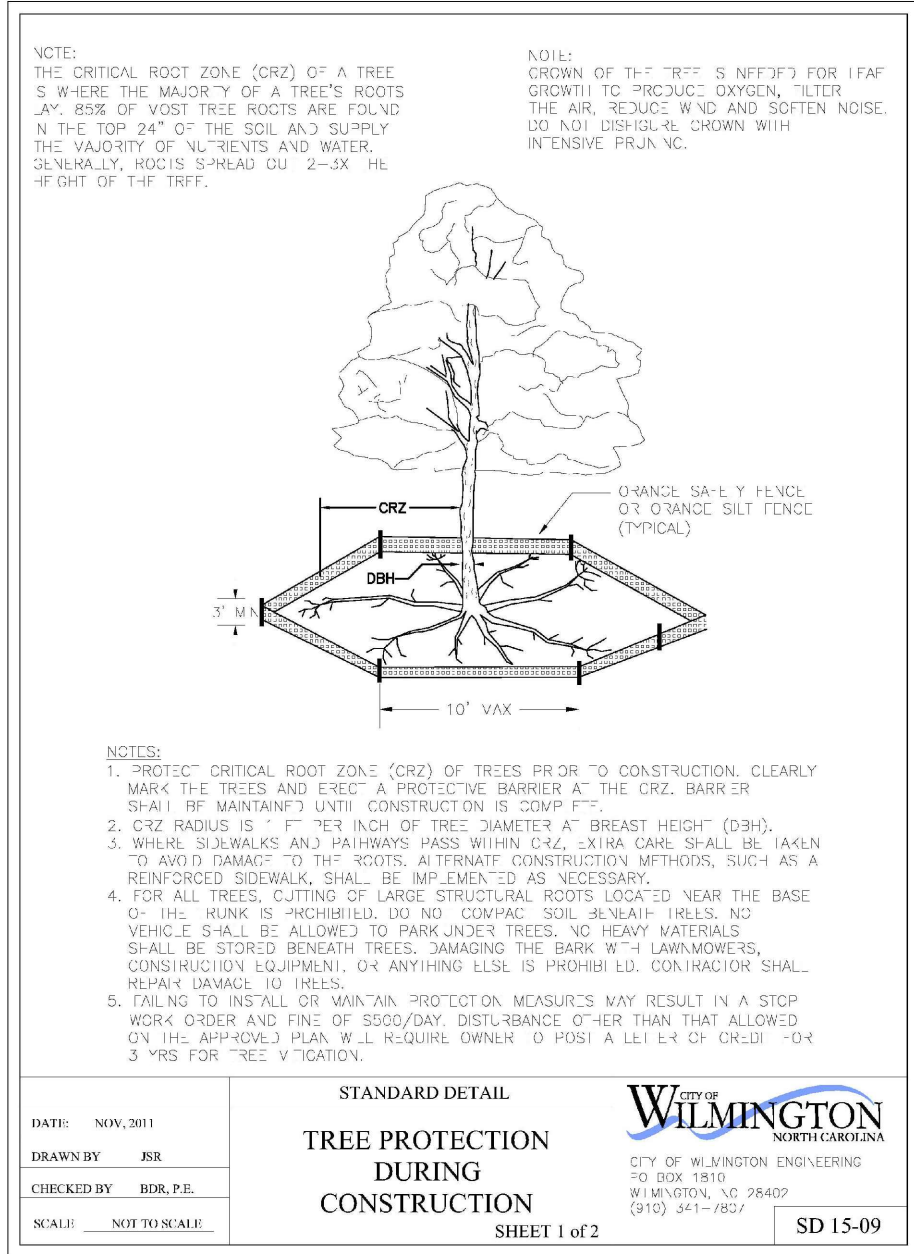 NOTE:
THE CRITICAL ROOT ZONE (CRZ) OF A TREE
IS WHERE THE MAJORITY OF A TREE'S ROOTS
LAY. 85% OF MOST TREE ROOTS ARE FOUND
IN THE TOP 24" OF THE SOIL AND SUPPLY
THE MAJORITY OF NUTRIENTS AND WATER.
GENERALLY, ROOTS SPREAD OUT 2-3X THE
HEIGHT OF THE TREE.
NOTE:
CROWN OF THE TREE IS NEEDED FOR LEAF
GROWTH TO PRODUCE OXYGEN, FILTER
THE AIR, REDUCE WIND AND SOFTEN NOISE.
DO NOT DISFIGURE CROWN WITH
INTENSIVE PRUNING.
ORANGE SAFETY FENCE
OR ORANGE SILT FENCE
(TYPICAL)
CRZ
DBH
3' MIN
10' MAX
NOTES:
1. PROTECT CRITICAL ROOT ZONE (CRZ) OF TREES PRIOR TO CONSTRUCTION. CLEARLY
MARK THE TREES AND ERECT A PROTECTIVE BARRIER AT THE CRZ. BARRIER
SHALL BE MAINTAINED UNTIL CONSTRUCTION IS COMPLETE.
2. CRZ RADIUS IS 1 FT PER INCH OF TREE DIAMETER AT BREAST HEIGHT (DBH).
3. WHERE SIDEWALKS AND PATHWAYS PASS WITHIN CRZ, EXTRA CARE SHALL BE TAKEN
TO AVOID DAMAGE TO THE ROOTS. ALTERNATE CONSTRUCTION METHODS, SUCH AS A
REINFORCED SIDEWALK, SHALL BE IMPLEMENTED AS NECESSARY.
4. FOR ALL TREES, CUTTING OF LARGE STRUCTURAL ROOTS LOCATED NEAR THE BASE
OF THE TRUNK IS PROHIBITED. DO NOT COMPACT SOIL BENEATH TREES. NO
VEHICLE SHALL BE ALLOWED TO PARK UNDER TREES. NO HEAVY MATERIALS
SHALL BE STORED BENEATH TREES. DAMAGING THE BARK WITH LAWNMOWERS,
CONSTRUCTION EQUIPMENT, OR ANYTHING ELSE IS PROHIBITED. CONTRACTOR SHALL
REPAIR DAMAGE TO TREES.
5. FAILING TO INSTALL OR MAINTAIN PROTECTION MEASURES MAY RESULT IN A STOP
WORK ORDER AND FINE OF $500/DAY. DISTURBANCE OTHER THAN THAT ALLOWED
ON THE APPROVED PLAN WILL REQUIRE OWNER TO POST A LETTER OF CREDIT FOR
3 YRS FOR TREE MITIGATION.
DATE: NOV, 2011
DRAWN BY JSR
CHECKED BY BDR, P.E.
SCALE NOT TO SCALE
STANDARD DETAIL
TREE PROTECTION
DURING
CONSTRUCTION
SHEET 1 of 2
CITY OF
WILMINGTON
NORTH CAROLINA
CITY OF WILMINGTON ENGINEERING
PO BOX 1810
WILMINGTON, NC 28402
(910) 341-7807
SD 15-09